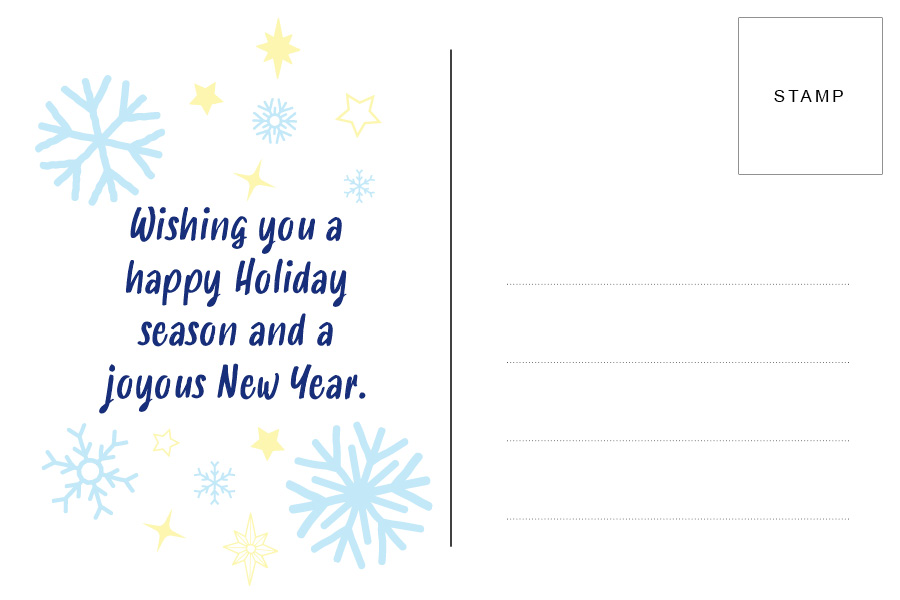 Wishing you a
happy Holiday
season and a
joyous New Year.
STAMP